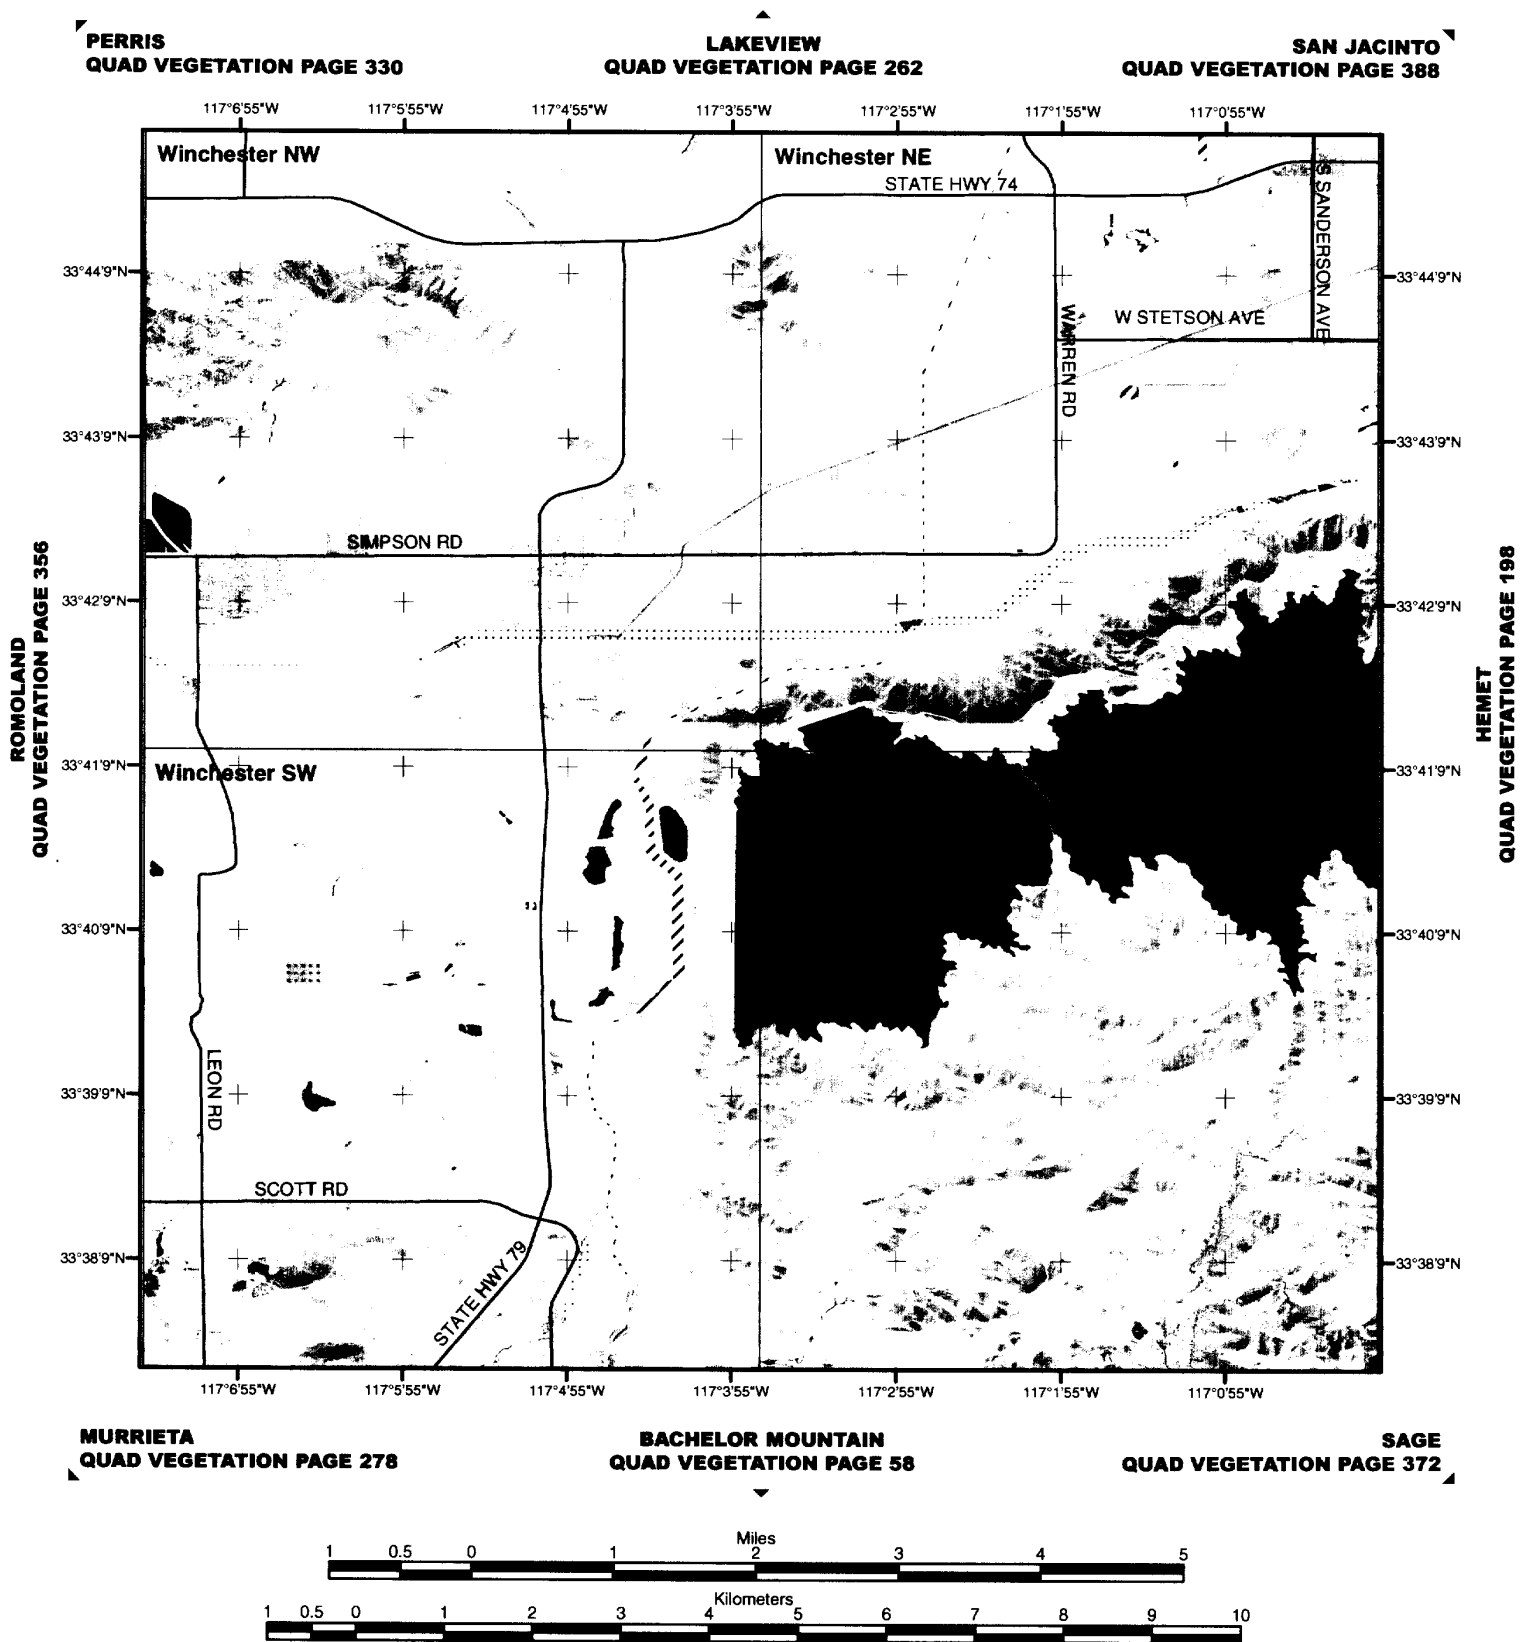 PERRIS
QUAD VEGETATION PAGE 330
LAKEVIEW
QUAD VEGETATION PAGE 262
SAN JACINTO
QUAD VEGETATION PAGE 388
117°6'55"W 117°5'55"W 117°4'55"W 117°3'55"W 117°2'55"W 117°1'55"W 117°0'55"W
Winchester NW
Winchester NE
STATE HWY 74
S SANDERSON AVE
33°44'9"N
33°44'9"N
WARREN RD
W STETSON AVE
33°43'9"N
33°43'9"N
SIMPSON RD
ROMOLAND
QUAD VEGETATION PAGE 356
HEMET
QUAD VEGETATION PAGE 198
33°42'9"N
33°42'9"N
33°41'9"N
33°41'9"N
Winchester SW
33°40'9"N
33°40'9"N
LEON RD
33°39'9"N
33°39'9"N
SCOTT RD
STATE HWY 79
33°38'9"N
33°38'9"N
117°6'55"W 117°5'55"W 117°4'55"W 117°3'55"W 117°2'55"W 117°1'55"W 117°0'55"W
MURRIETA
QUAD VEGETATION PAGE 278
BACHELOR MOUNTAIN
QUAD VEGETATION PAGE 58
SAGE
QUAD VEGETATION PAGE 372
Miles
1 0.5 0 1 2 3 4 5
Kilometers
1 0.5 0 1 2 3 4 5 6 7 8 9 10